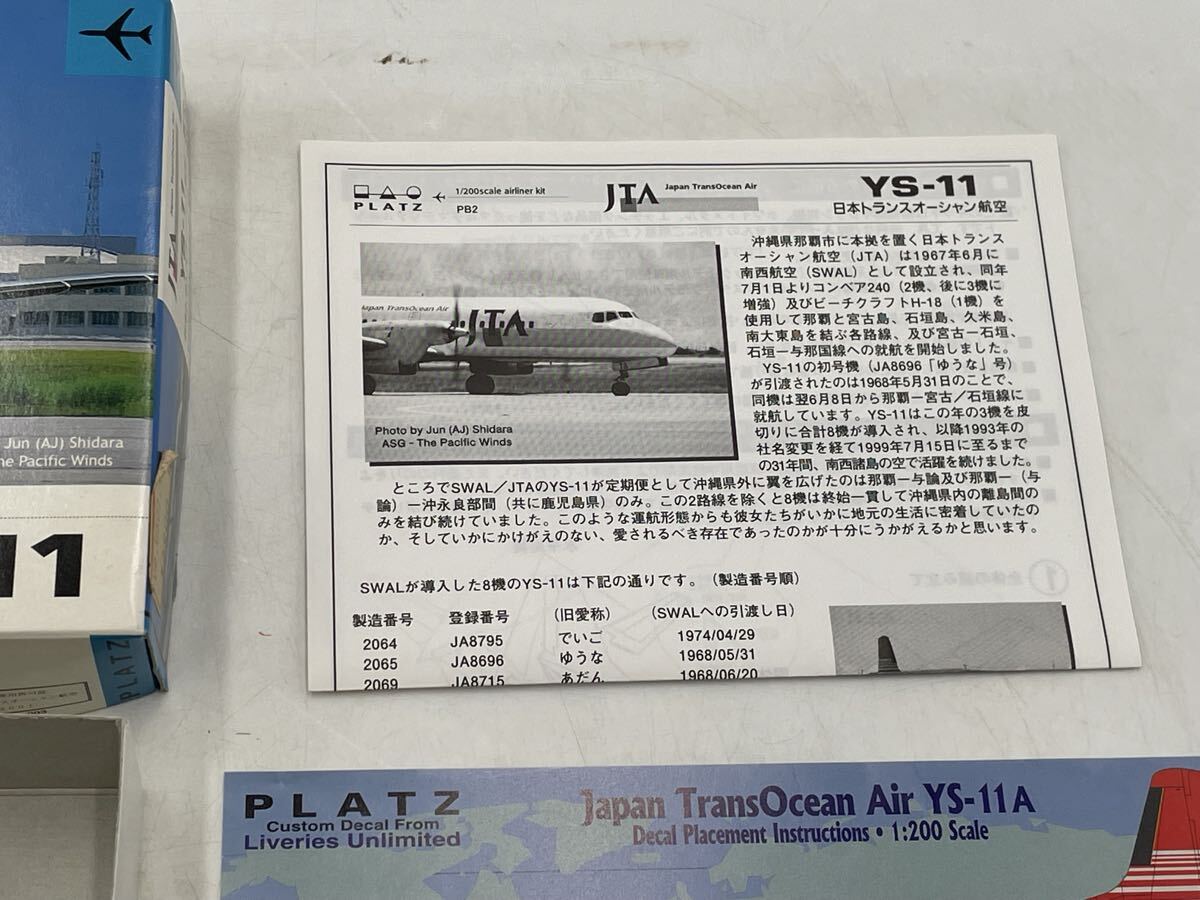 Jun (AJ) Shidara
he Pacific Winds
11
PLATZ
PLATZ
1/200scale airliner kit
PB2
JTA
Japan TransOcean Air
YS-11
日本トランスオーシャン航空
Japan TransOcean Air
JTA
Photo by Jun (AJ) Shidara
ASG - The Pacific Winds
沖縄県那覇市に本拠を置く日本トランス
オーシャン航空（JTA）は1967年6月に
南西航空（SWAL）として設立され、同年
7月1日よりコンベア240（2機、後に3機に
増強）及びビーチクラフトH-18（1機）を
使用して那覇と宮古島、石垣島、久米島、
南大東島を結ぶ各路線、及び宮古ー石垣、
石垣ー与那国線への就航を開始しました。
YS-11の初号機（JA8696「ゆうな」号）
が引渡されたのは1968年5月31日のことで、
同機は翌6月8日から那覇ー宮古／石垣線に
就航しています。YS-11はこの年の3機を皮
切りに合計8機が導入され、以降1993年の
社名変更を経て1999年7月15日に至るまで
の31年間、南西諸島の空で活躍を続けました。
ところでSWAL／JTAのYS-11が定期便として沖縄県外に翼を広げたのは那覇ー与論及び那覇ー（与
論）ー沖永良部間（共に鹿児島県）のみ。この2路線を除くと8機は終始一貫して沖縄県内の離島間の
みを結び続けていました。このような運航形態からも彼女たちがいかに地元の生活に密着していたの
か、そしていかにかけがえのない、愛されるべき存在であったのかが十分にうかがえるかと思います。
SWALが導入した8機のYS-11は下記の通りです。（製造番号順）
製造番号 登録番号 （旧愛称） （SWALへの引渡し日）
2064 JA8795 でいご 1974/04/29
2065 JA8696 ゆうな 1968/05/31
2069 JA8715 あだん 1968/06/20
PLATZ
Custom Decal From
Liveries Unlimited
Japan TransOcean Air YS-11A
Decal Placement Instructions • 1:200 Scale